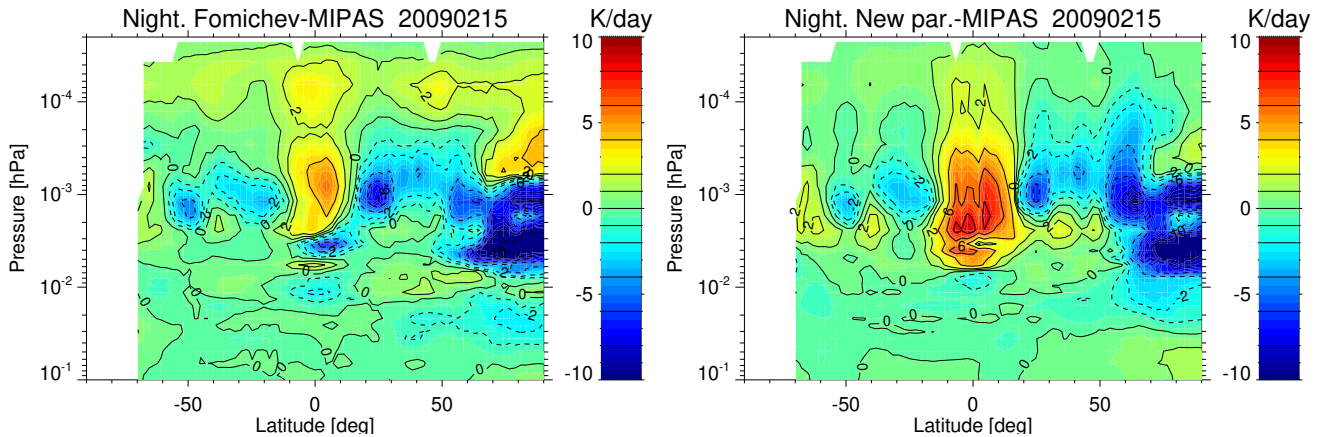 Night. Fomichev-MIPAS 20090215 K/day
10
5
0
-5
-10
Pressure [hPa]
10⁻⁴
10⁻³
10⁻²
10⁻¹
-50 0 50
Latitude [deg]
Night. New par.-MIPAS 20090215 K/day
10
5
0
-5
-10
Pressure [hPa]
10⁻⁴
10⁻³
10⁻²
10⁻¹
-50 0 50
Latitude [deg]